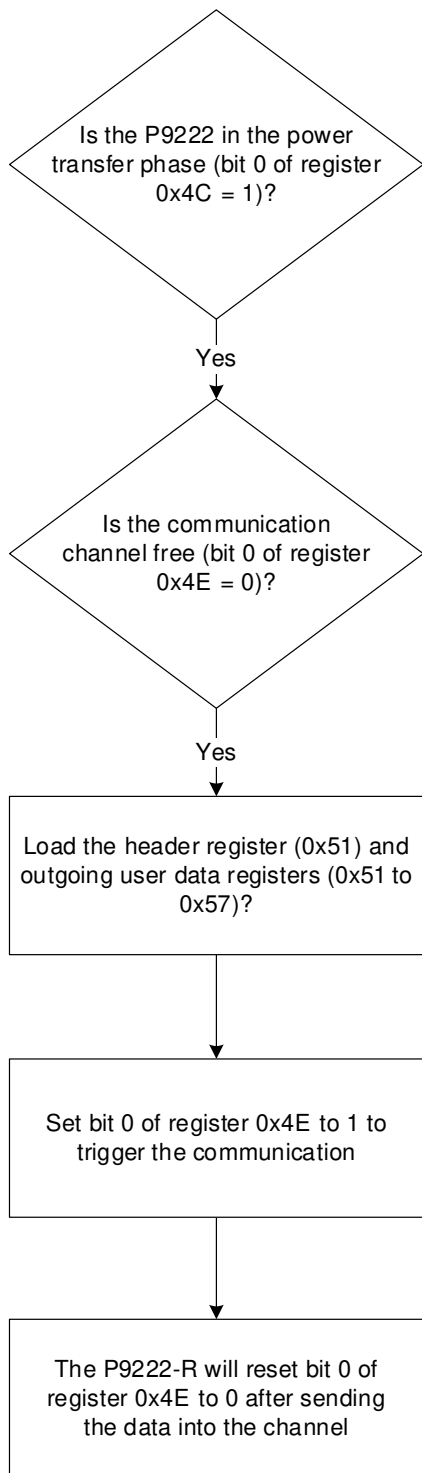 Is the P9222 in the power
transfer phase (bit 0 of register
0x4C = 1)?
Yes
Is the communication
channel free (bit 0 of register
0x4E = 0)?
Yes
Load the header register (0x51) and
outgoing user data registers (0x51 to
0x57)?
Set bit 0 of register 0x4E to 1 to
trigger the communication
The P9222-R will reset bit 0 of
register 0x4E to 0 after sending
the data into the channel